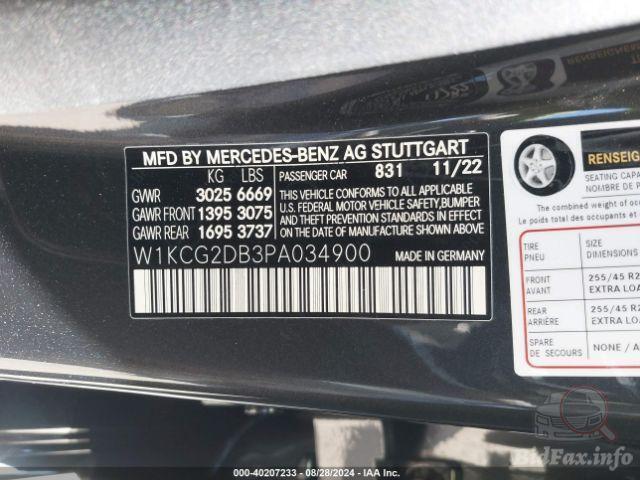 MFD BY MERCEDES-BENZ AG STUTTGART
KG LBS PASSENGER CAR 831 11/22
GVWR 3025 6669
GAWR FRONT 1395 3075
GAWR REAR 1695 3737
THIS VEHICLE CONFORMS TO ALL APPLICABLE
U.S. FEDERAL MOTOR VEHICLE SAFETY,BUMPER
AND THEFT PREVENTION STANDARDS IN EFFECT
ON THE DATE OF MANUFACTURE SHOWN ABOVE.
W1KCG2DB3PA034900 MADE IN GERMANY
RENSEIGN
SEATING CAPA
NOMBRE DE P
The combined weight of occupa
Le poids total des occupants et
TIRE SIZE
PNEU DIMENSIONS
FRONT 255/45 R2
AVANT EXTRA LOA
REAR 255/45 R
ARRIÈRE EXTRA LOA
SPARE NONE / A
DE SECOURS
BidFax.info
000-40207233 - 08/28/2024 - IAA Inc.